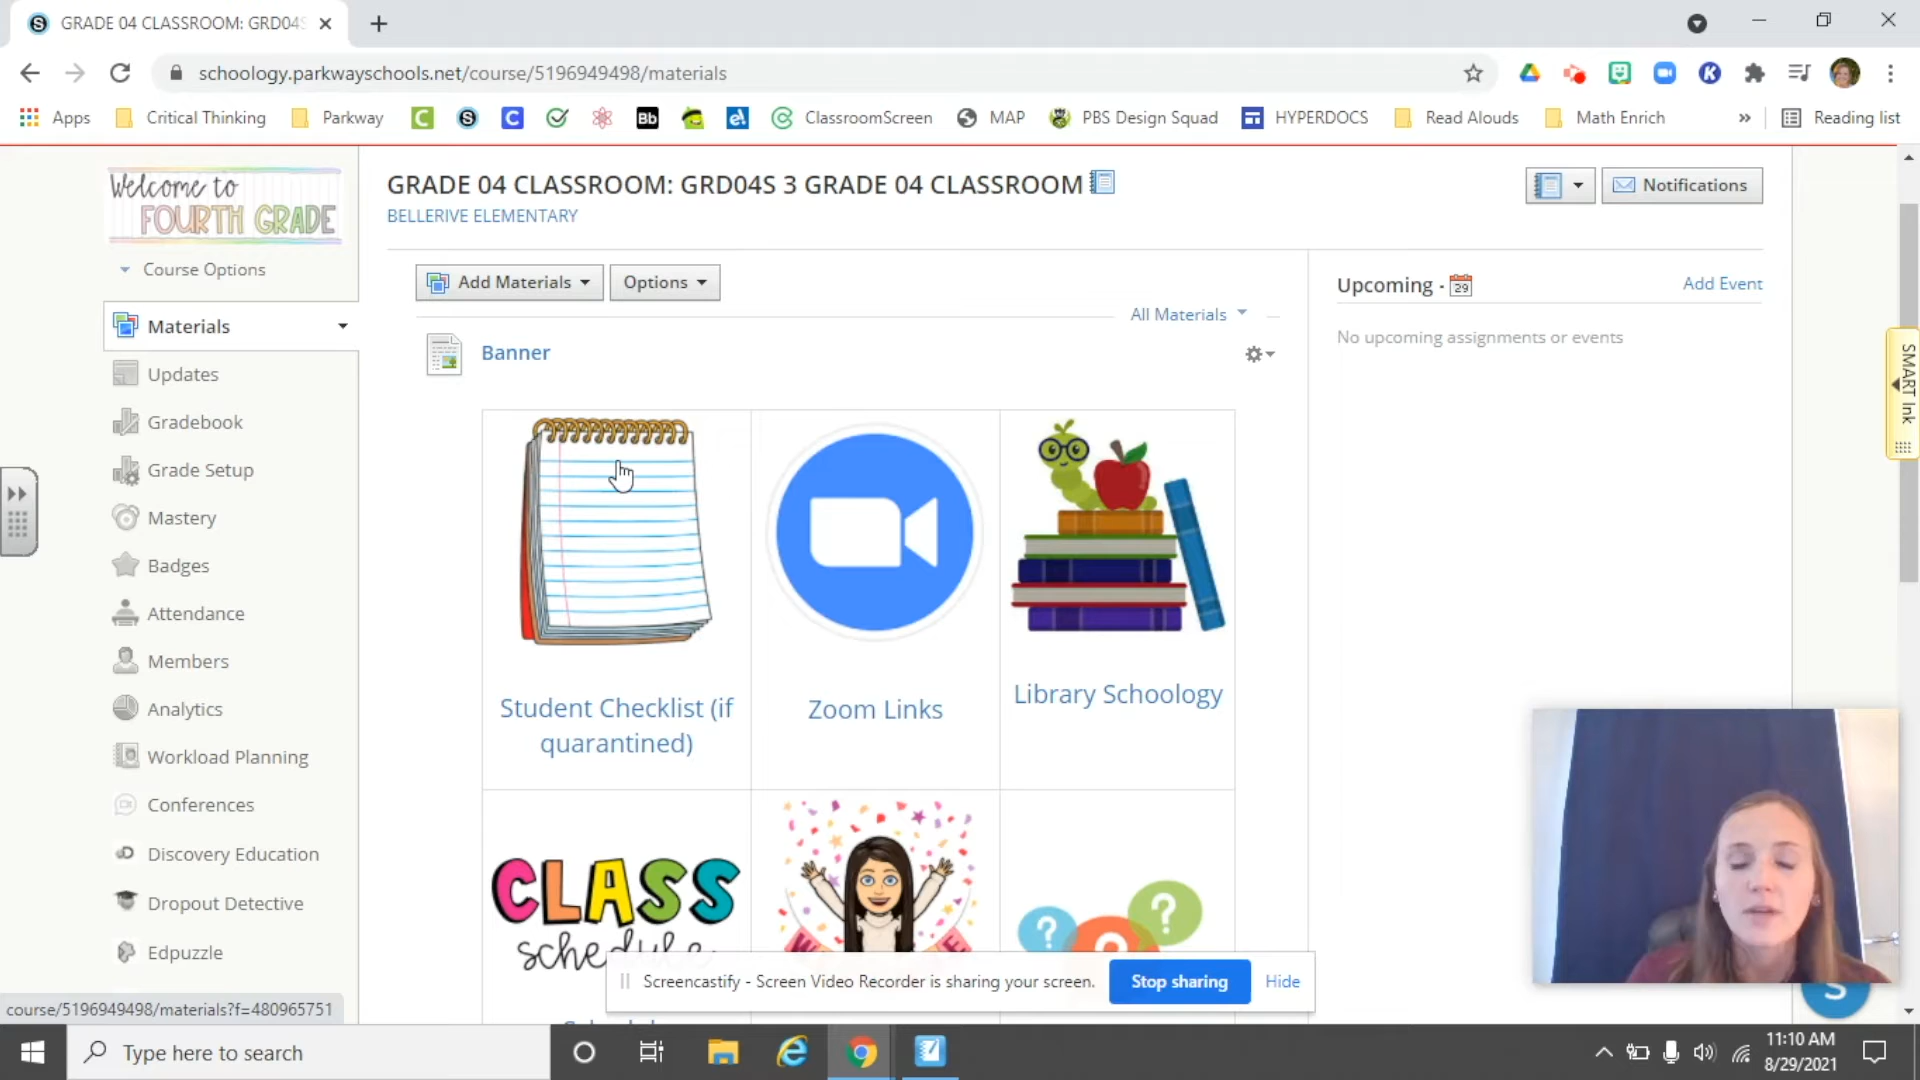 GRADE 04 CLASSROOM: GRD04S
schoology.parkwayschools.net/course/5196949498/materials
Apps Critical Thinking Parkway Bb ClassroomScreen MAP PBS Design Squad HYPERDOCS Read Alouds Math Enrich » Reading list
Welcome to
FOURTH GRADE
Course Options
Materials
Updates
Gradebook
Grade Setup
Mastery
Badges
Attendance
Members
Analytics
Workload Planning
Conferences
Discovery Education
Dropout Detective
Edpuzzle
course/5196949498/materials?f=480965751
GRADE 04 CLASSROOM: GRD04S 3 GRADE 04 CLASSROOM
BELLERIVE ELEMENTARY
Notifications
Add Materials
Options
All Materials
Banner
Student Checklist (if
quarantined)
Zoom Links
Library Schoology
CLASS
schedule
? ? ?
Upcoming · 29
Add Event
No upcoming assignments or events
SMART Ink
Screencastify - Screen Video Recorder is sharing your screen.
Stop sharing
Hide
S
Type here to search
11:10 AM
8/29/2021